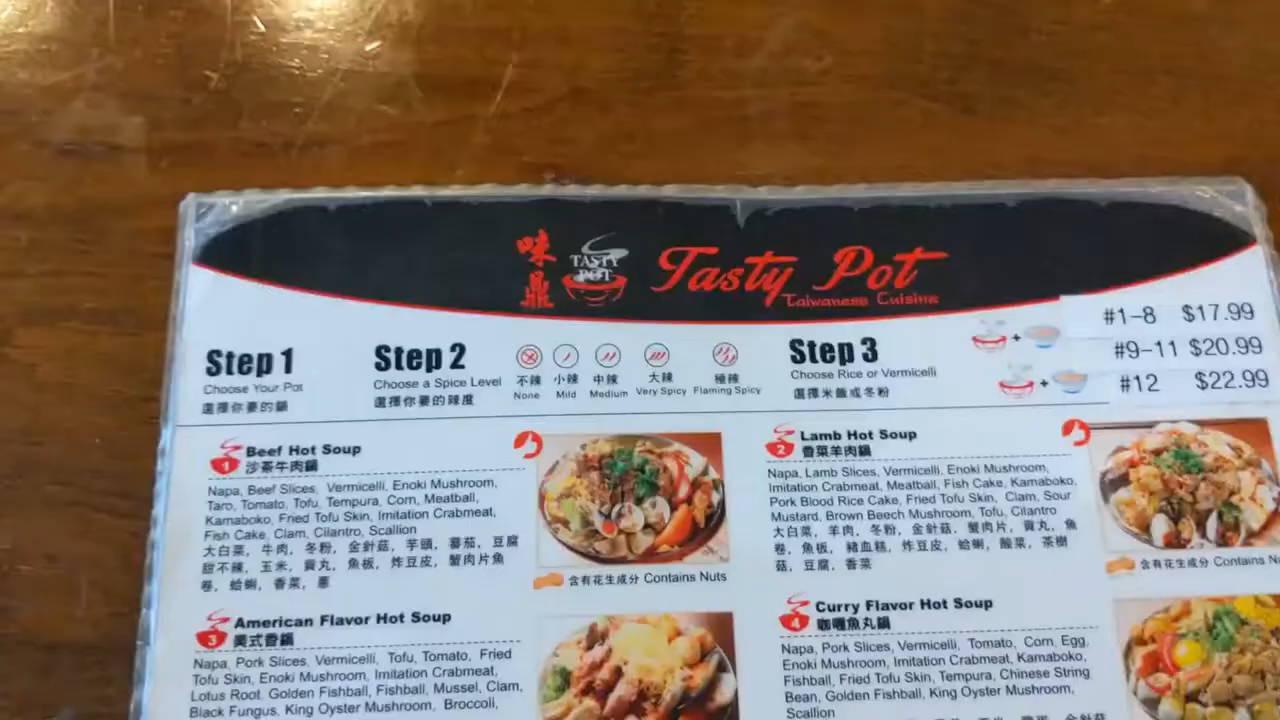 味鼎
TASTY
POT
Tasty Pot
Taiwanese Cuisine
#1-8 $17.99
#9-11 $20.99
#12 $22.99
Step 1
Choose Your Pot
選擇你要的鍋
Step 2
Choose a Spice Level
選擇你要的辣度
不辣 小辣 中辣 大辣 極辣
None Mild Medium Very Spicy Flaming Spicy
Step 3
Choose Rice or Vermicelli
選擇米飯或冬粉
+
+
1 Beef Hot Soup
沙茶牛肉鍋
Napa, Beef Slices, Vermicelli, Enoki Mushroom,
Taro, Tomato, Tofu, Tempura, Corn, Meatball,
Kamaboko, Fried Tofu Skin, Imitation Crabmeat,
Fish Cake, Clam, Cilantro, Scallion
大白菜, 牛肉, 冬粉, 金針菇, 芋頭, 蕃茄, 豆腐
甜不辣, 玉米, 貢丸, 魚板, 炸豆皮, 蟹肉片魚
卷, 蛤蜊, 香菜, 蔥
含有花生成分 Contains Nuts
2 Lamb Hot Soup
香菜羊肉鍋
Napa, Lamb Slices, Vermicelli, Enoki Mushroom,
Imitation Crabmeat, Meatball, Fish Cake, Kamaboko,
Pork Blood Rice Cake, Fried Tofu Skin, Clam, Sour
Mustard, Brown Beech Mushroom, Tofu, Cilantro
大白菜, 羊肉, 冬粉, 金針菇, 蟹肉片, 貢丸, 魚
卷, 魚板, 豬血糕, 炸豆皮, 蛤蜊, 酸菜, 茶樹
菇, 豆腐, 香菜
含有花生成分 Contains Nu
3 American Flavor Hot Soup
美式香鍋
Napa, Pork Slices, Vermicelli, Tofu, Tomato, Fried
Tofu Skin, Enoki Mushroom, Imitation Crabmeat,
Lotus Root, Golden Fishball, Fishball, Mussel, Clam,
Black Fungus, King Oyster Mushroom, Broccoli,
4 Curry Flavor Hot Soup
咖喱魚丸鍋
Napa, Pork Slices, Vermicelli, Tomato, Corn, Egg,
Enoki Mushroom, Imitation Crabmeat, Kamaboko,
Fishball, Fried Tofu Skin, Tempura, Chinese String
Bean, Golden Fishball, King Oyster Mushroom,
Scallion